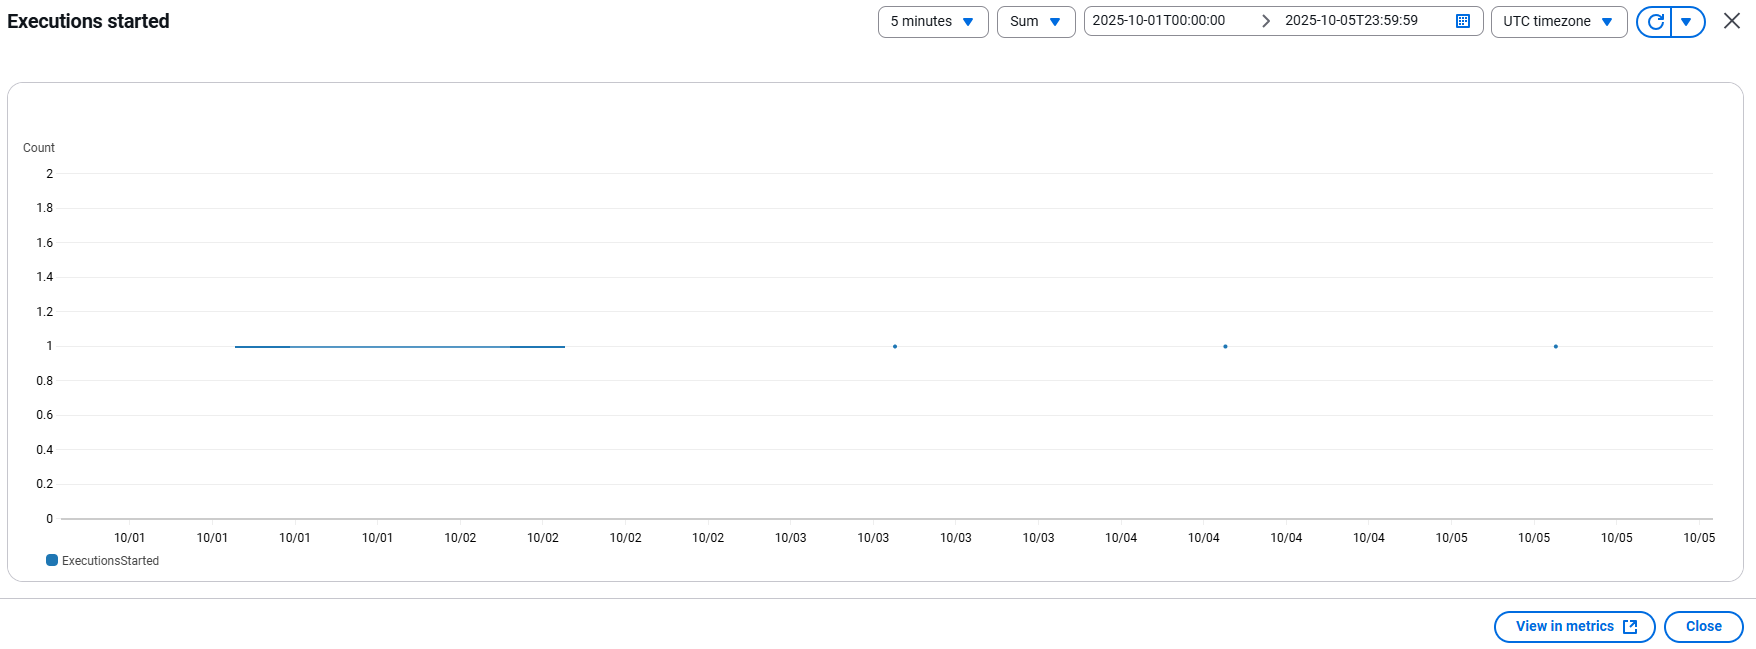 Executions started
5 minutes
Sum
2025-10-01T00:00:00
2025-10-05T23:59:59
UTC timezone
Count
2
1.8
1.6
1.4
1.2
1
0.8
0.6
0.4
0.2
0
10/01 10/01 10/01 10/01 10/02 10/02 10/02 10/02 10/03 10/03 10/03 10/03 10/04 10/04 10/04 10/04 10/05 10/05 10/05 10/05
ExecutionsStarted
View in metrics
Close